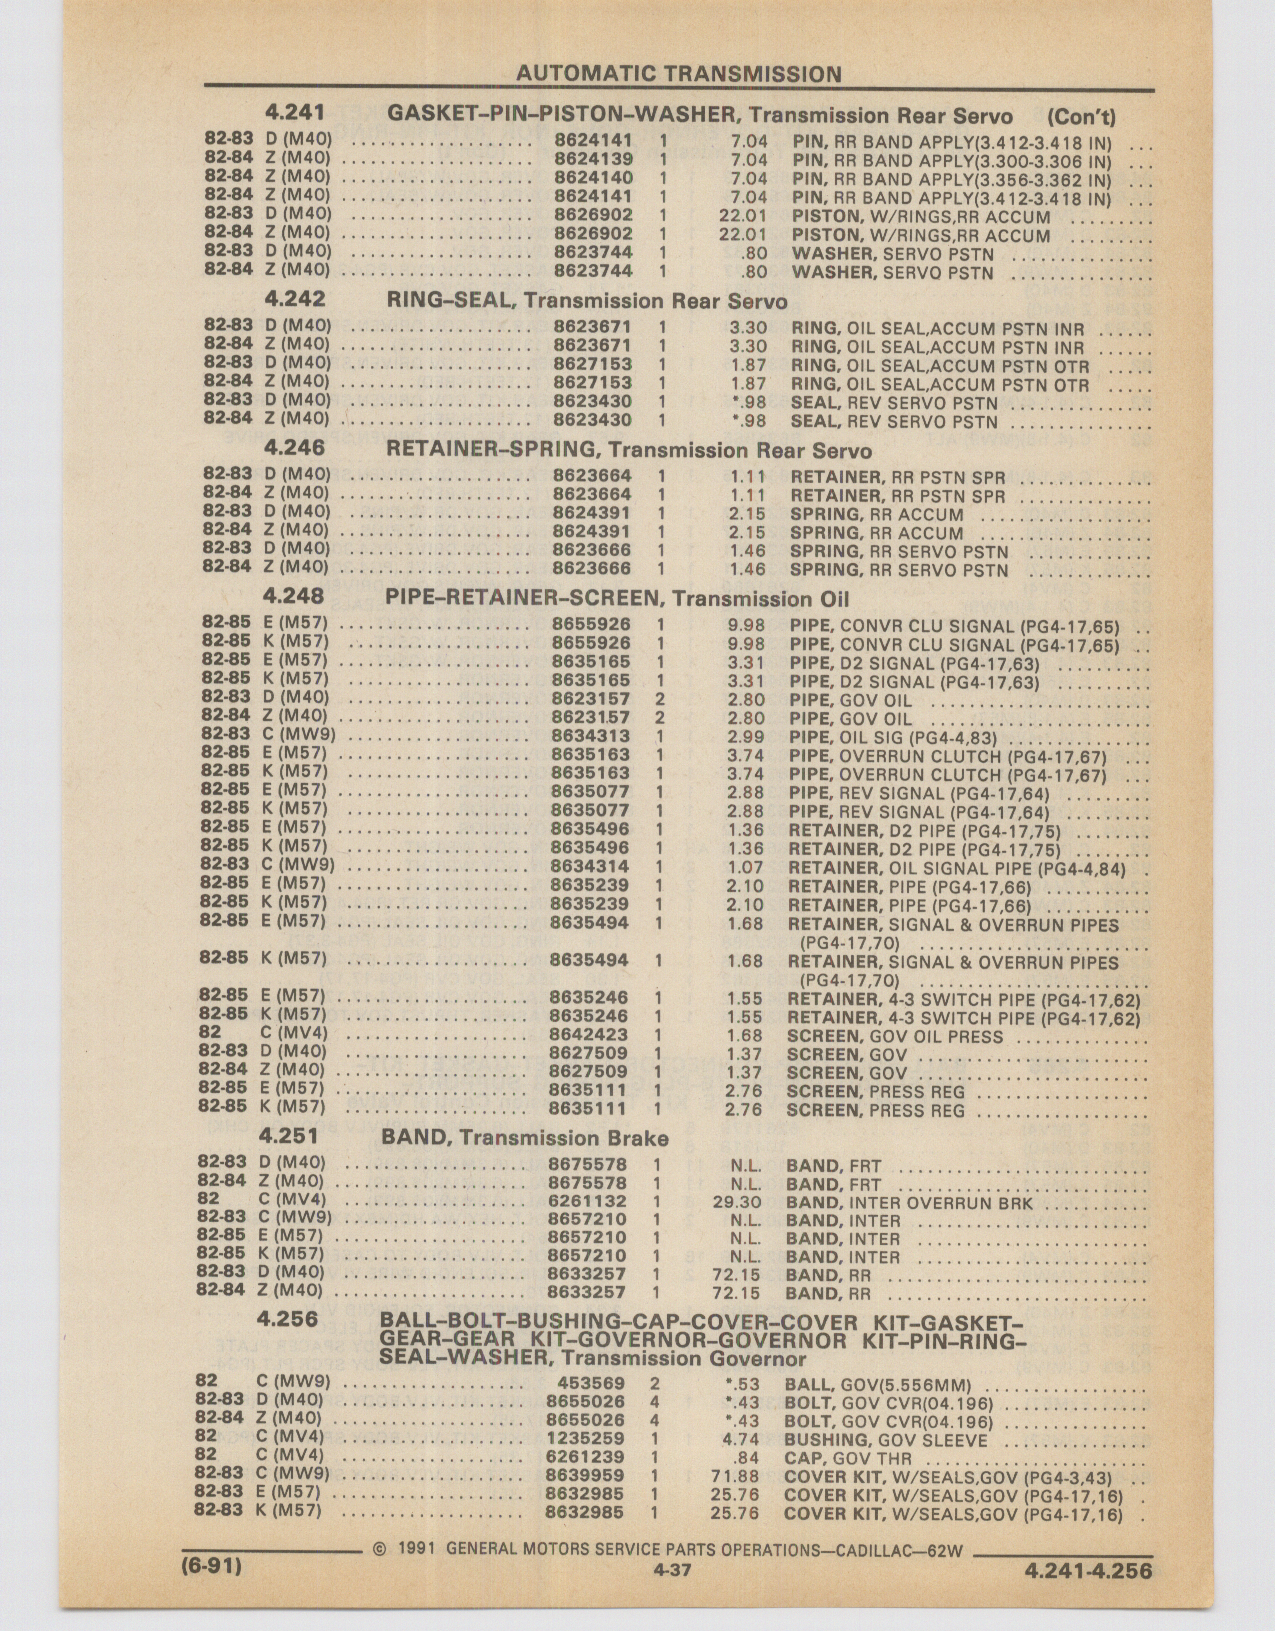 AUTOMATIC TRANSMISSION
4.241 GASKET–PIN–PISTON–WASHER, Transmission Rear Servo (Con't)
82-83 D (M40) .................. 8624141 1 7.04 PIN, RR BAND APPLY(3.412-3.418 IN) ...
82-84 Z (M40) ................... 8624139 1 7.04 PIN, RR BAND APPLY(3.300-3.306 IN) ...
82-84 Z (M40) ................... 8624140 1 7.04 PIN, RR BAND APPLY(3.356-3.362 IN) ...
82-84 Z (M40) ................... 8624141 1 7.04 PIN, RR BAND APPLY(3.412-3.418 IN) ...
82-83 D (M40) .................. 8626902 1 22.01 PISTON, W/RINGS,RR ACCUM .........
82-84 Z (M40) ................... 8626902 1 22.01 PISTON, W/RINGS,RR ACCUM .........
82-83 D (M40) .................. 8623744 1 .80 WASHER, SERVO PSTN ...............
82-84 Z (M40) ................... 8623744 1 .80 WASHER, SERVO PSTN ...............
4.242 RING–SEAL, Transmission Rear Servo
82-83 D (M40) .................. 8623671 1 3.30 RING, OIL SEAL,ACCUM PSTN INR ......
82-84 Z (M40) ................... 8623671 1 3.30 RING, OIL SEAL,ACCUM PSTN INR ......
82-83 D (M40) .................. 8627153 1 1.87 RING, OIL SEAL,ACCUM PSTN OTR .....
82-84 Z (M40) ................... 8627153 1 1.87 RING, OIL SEAL,ACCUM PSTN OTR .....
82-83 D (M40) .................. 8623430 1 *.98 SEAL, REV SERVO PSTN ...............
82-84 Z (M40) ................... 8623430 1 *.98 SEAL, REV SERVO PSTN ...............
4.246 RETAINER–SPRING, Transmission Rear Servo
82-83 D (M40) .................. 8623664 1 1.11 RETAINER, RR PSTN SPR .............
82-84 Z (M40) ................... 8623664 1 1.11 RETAINER, RR PSTN SPR .............
82-83 D (M40) .................. 8624391 1 2.15 SPRING, RR ACCUM .................
82-84 Z (M40) ................... 8624391 1 2.15 SPRING, RR ACCUM .................
82-83 D (M40) .................. 8623666 1 1.46 SPRING, RR SERVO PSTN ............
82-84 Z (M40) ................... 8623666 1 1.46 SPRING, RR SERVO PSTN ............
4.248 PIPE–RETAINER–SCREEN, Transmission Oil
82-85 E (M57) ................... 8655926 1 9.98 PIPE, CONVR CLU SIGNAL (PG4-17,65) ..
82-85 K (M57) .................. 8655926 1 9.98 PIPE, CONVR CLU SIGNAL (PG4-17,65) ..
82-85 E (M57) ................... 8635165 1 3.31 PIPE, D2 SIGNAL (PG4-17,63) ..........
82-85 K (M57) .................. 8635165 1 3.31 PIPE, D2 SIGNAL (PG4-17,63) ..........
82-83 D (M40) .................. 8623157 2 2.80 PIPE, GOV OIL ......................
82-84 Z (M40) ................... 8623157 2 2.80 PIPE, GOV OIL ......................
82-83 C (MW9) .................. 8634313 1 2.99 PIPE, OIL SIG (PG4-4,83) ...............
82-85 E (M57) ................... 8635163 1 3.74 PIPE, OVERRUN CLUTCH (PG4-17,67) ...
82-85 K (M57) .................. 8635163 1 3.74 PIPE, OVERRUN CLUTCH (PG4-17,67) ...
82-85 E (M57) ................... 8635077 1 2.88 PIPE, REV SIGNAL (PG4-17,64) .........
82-85 K (M57) .................. 8635077 1 2.88 PIPE, REV SIGNAL (PG4-17,64) .........
82-85 E (M57) ................... 8635496 1 1.36 RETAINER, D2 PIPE (PG4-17,75) ........
82-85 K (M57) .................. 8635496 1 1.36 RETAINER, D2 PIPE (PG4-17,75) ........
82-83 C (MW9) .................. 8634314 1 1.07 RETAINER, OIL SIGNAL PIPE (PG4-4,84) .
82-85 E (M57) ................... 8635239 1 2.10 RETAINER, PIPE (PG4-17,66) ...........
82-85 K (M57) .................. 8635239 1 2.10 RETAINER, PIPE (PG4-17,66) ...........
82-85 E (M57) ................... 8635494 1 1.68 RETAINER, SIGNAL & OVERRUN PIPES
(PG4-17,70) .......................
82-85 K (M57) .................. 8635494 1 1.68 RETAINER, SIGNAL & OVERRUN PIPES
(PG4-17,70) .......................
82-85 E (M57) ................... 8635246 1 1.55 RETAINER, 4-3 SWITCH PIPE (PG4-17,62)
82-85 K (M57) .................. 8635246 1 1.55 RETAINER, 4-3 SWITCH PIPE (PG4-17,62)
82 C (MV4) .................. 8642423 1 1.68 SCREEN, GOV OIL PRESS .............
82-83 D (M40) .................. 8627509 1 1.37 SCREEN, GOV .......................
82-84 Z (M40) ................... 8627509 1 1.37 SCREEN, GOV .......................
82-85 E (M57) ................... 8635111 1 2.76 SCREEN, PRESS REG .................
82-85 K (M57) .................. 8635111 1 2.76 SCREEN, PRESS REG .................
4.251 BAND, Transmission Brake
82-83 D (M40) .................. 8675578 1 N.L. BAND, FRT .........................
82-84 Z (M40) ................... 8675578 1 N.L. BAND, FRT .........................
82 C (MV4) .................. 6261132 1 29.30 BAND, INTER OVERRUN BRK ...........
82-83 C (MW9) .................. 8657210 1 N.L. BAND, INTER .......................
82-85 E (M57) ................... 8657210 1 N.L. BAND, INTER .......................
82-85 K (M57) .................. 8657210 1 N.L. BAND, INTER .......................
82-83 D (M40) .................. 8633257 1 72.15 BAND, RR ..........................
82-84 Z (M40) ................... 8633257 1 72.15 BAND, RR ..........................
4.256 BALL–BOLT–BUSHING–CAP–COVER–COVER KIT–GASKET–
GEAR–GEAR KIT–GOVERNOR–GOVERNOR KIT–PIN–RING–
SEAL–WASHER, Transmission Governor
82 C (MW9) .................. 453569 2 *.53 BALL, GOV(5.556MM) ................
82-83 D (M40) .................. 8655026 4 *.43 BOLT, GOV CVR(04.196) ..............
82-84 Z (M40) ................... 8655026 4 *.43 BOLT, GOV CVR(04.196) ..............
82 C (MV4) .................. 1235259 1 4.74 BUSHING, GOV SLEEVE ..............
82 C (MV4) .................. 6261239 1 .84 CAP, GOV THR ......................
82-83 C (MW9) .................. 8639959 1 71.88 COVER KIT, W/SEALS,GOV (PG4-3,43) ..
82-83 E (M57) ................... 8632985 1 25.76 COVER KIT, W/SEALS,GOV (PG4-17,16) .
82-83 K (M57) .................. 8632985 1 25.76 COVER KIT, W/SEALS,GOV (PG4-17,16) .
© 1991 GENERAL MOTORS SERVICE PARTS OPERATIONS—CADILLAC—62W
(6-91) 4-37 4.241-4.256